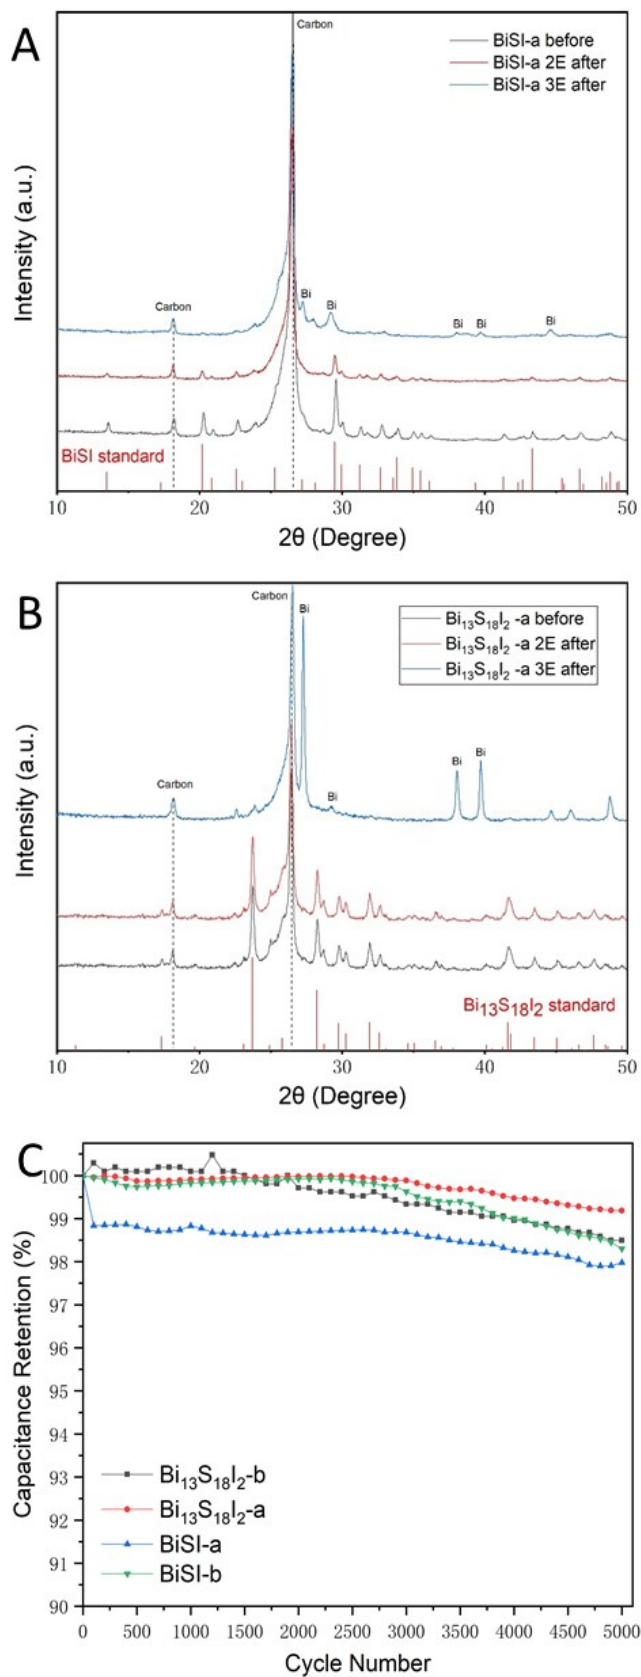 A
Carbon
BiSI-a before
BiSI-a 2E after
BiSI-a 3E after
Intensity (a.u.)
Carbon
Bi
Bi
Bi
Bi
Bi
BiSI standard
10
20
30
40
50
2θ (Degree)
B
Carbon
Bi
Bi₁₃S₁₈I₂ -a before
Bi₁₃S₁₈I₂ -a 2E after
Bi₁₃S₁₈I₂ -a 3E after
Intensity (a.u.)
Carbon
Bi
Bi
Bi
Bi₁₃S₁₈I₂ standard
10
20
30
40
50
2θ (Degree)
C
Capacitance Retention (%)
100
99
98
97
96
95
94
93
92
91
90
Bi₁₃S₁₈I₂-b
Bi₁₃S₁₈I₂-a
BiSI-a
BiSI-b
0
500
1000
1500
2000
2500
3000
3500
4000
4500
5000
Cycle Number